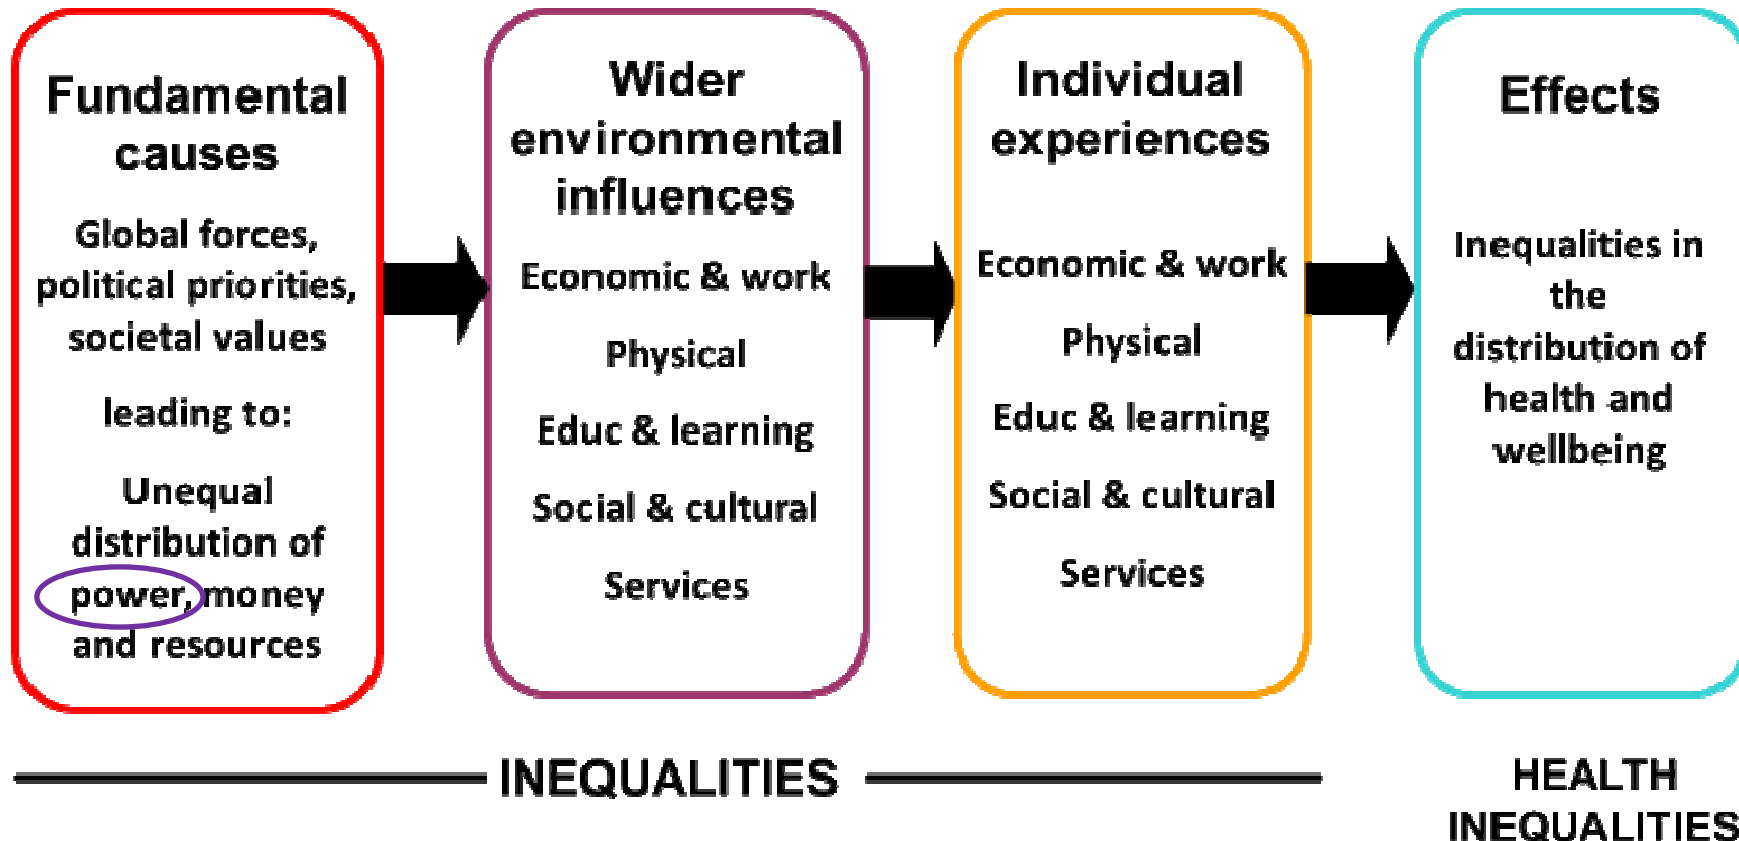 Fundamental
causes
Global forces,
political priorities,
societal values
leading to:
Unequal
distribution of
power, money
and resources
Wider
environmental
influences
Economic & work
Physical
Educ & learning
Social & cultural
Services
Individual
experiences
Economic & work
Physical
Educ & learning
Social & cultural
Services
Effects
Inequalities in
the
distribution of
health and
wellbeing
INEQUALITIES
HEALTH
INEQUALITIES